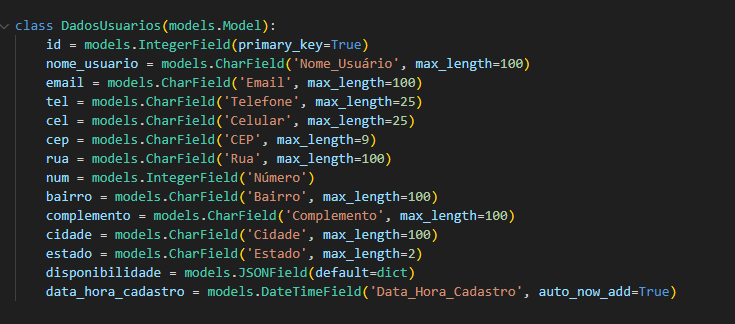 class DadosUsuarios(models.Model):
    id = models.IntegerField(primary_key=True)
    nome_usuario = models.CharField('Nome_Usuário', max_length=100)
    email = models.CharField('Email', max_length=100)
    tel = models.CharField('Telefone', max_length=25)
    cel = models.CharField('Celular', max_length=25)
    cep = models.CharField('CEP', max_length=9)
    rua = models.CharField('Rua', max_length=100)
    num = models.IntegerField('Número')
    bairro = models.CharField('Bairro', max_length=100)
    complemento = models.CharField('Complemento', max_length=100)
    cidade = models.CharField('Cidade', max_length=100)
    estado = models.CharField('Estado', max_length=2)
    disponibilidade = models.JSONField(default=dict)
    data_hora_cadastro = models.DateTimeField('Data_Hora_Cadastro', auto_now_add=True)